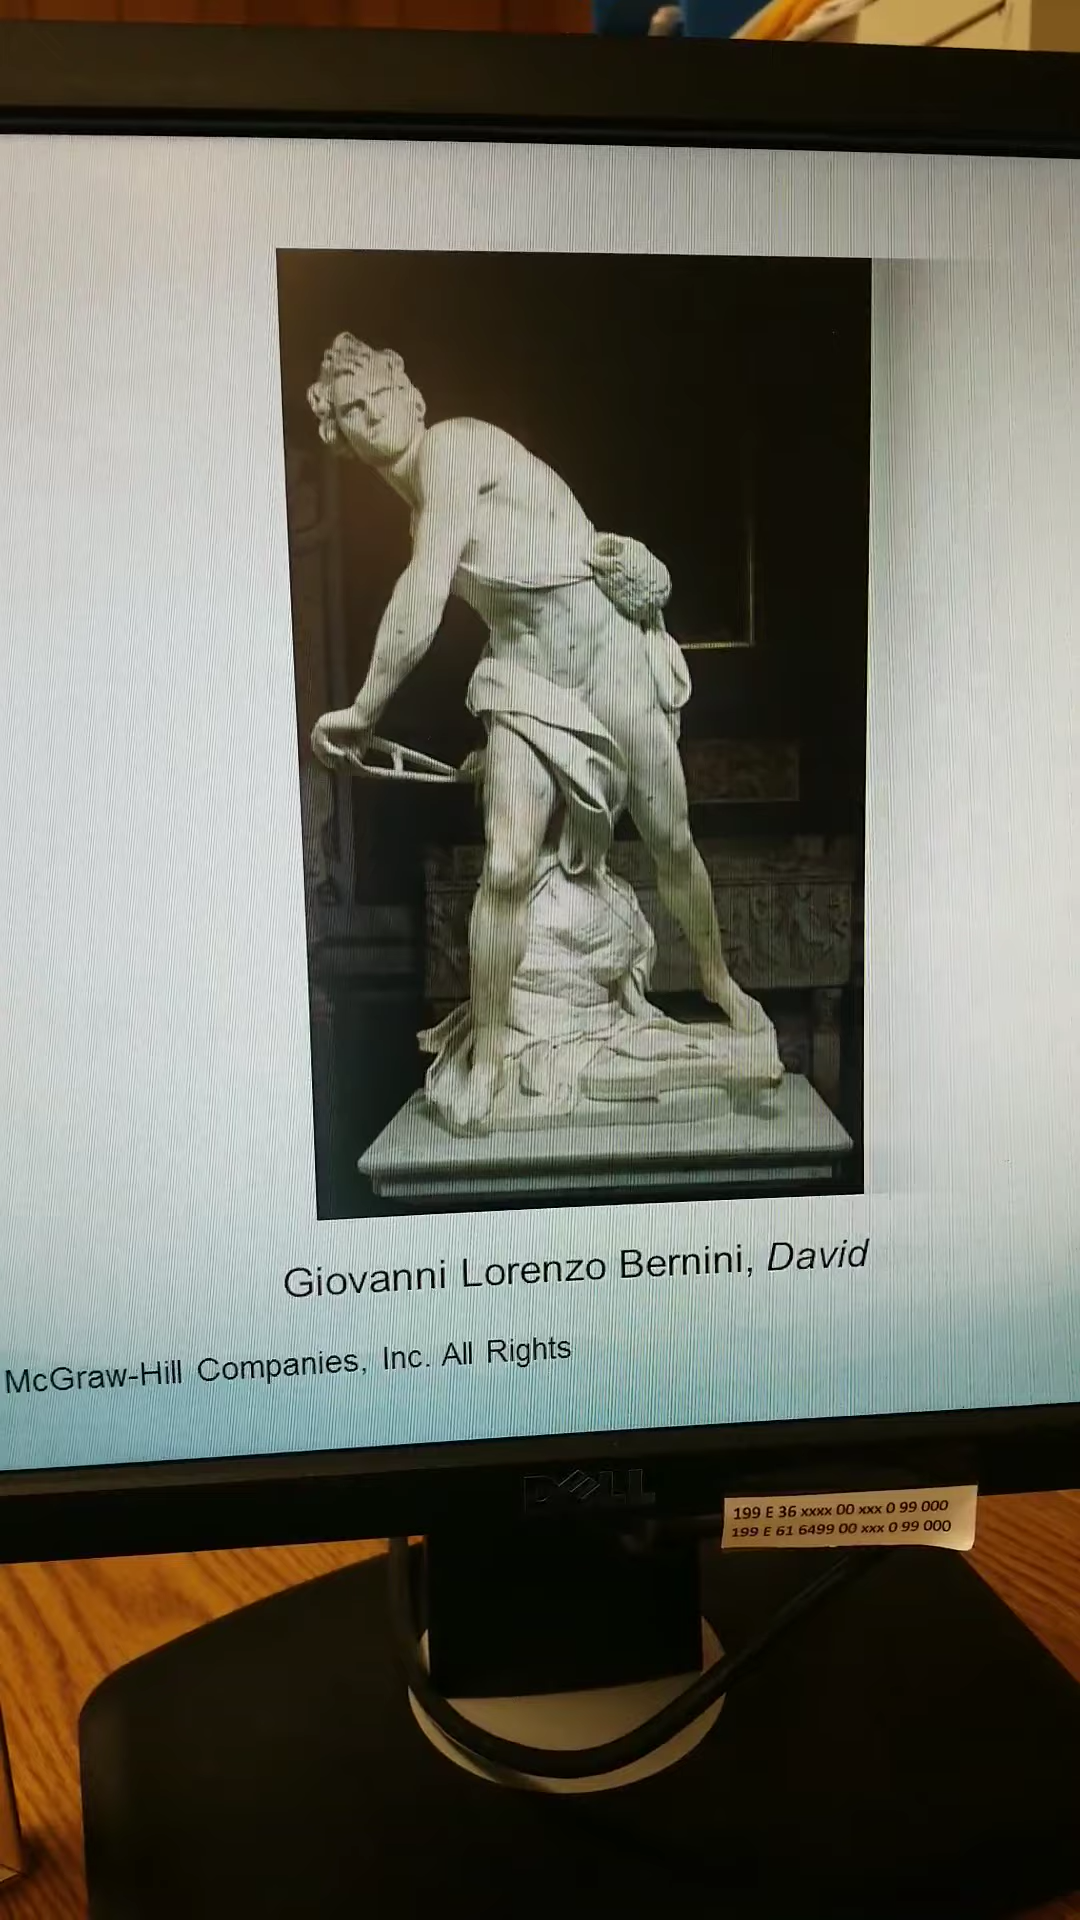 Giovanni Lorenzo Bernini, David
McGraw-Hill Companies, Inc. All Rights
DELL
199 E 36 xxxx 00 xxx 0 99 000
199 E 61 6499 00 xxx 0 99 000